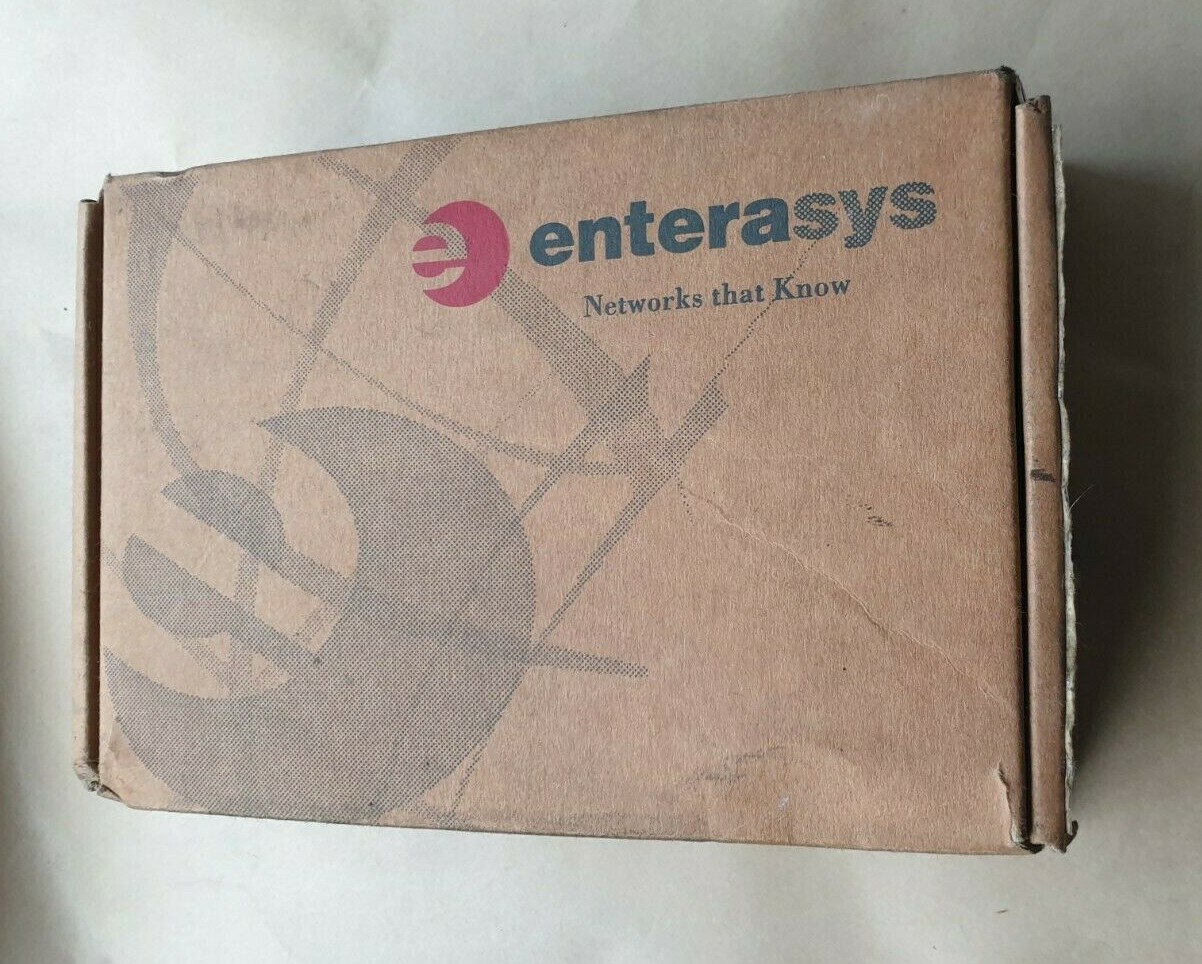 enterasys
Networks that Know